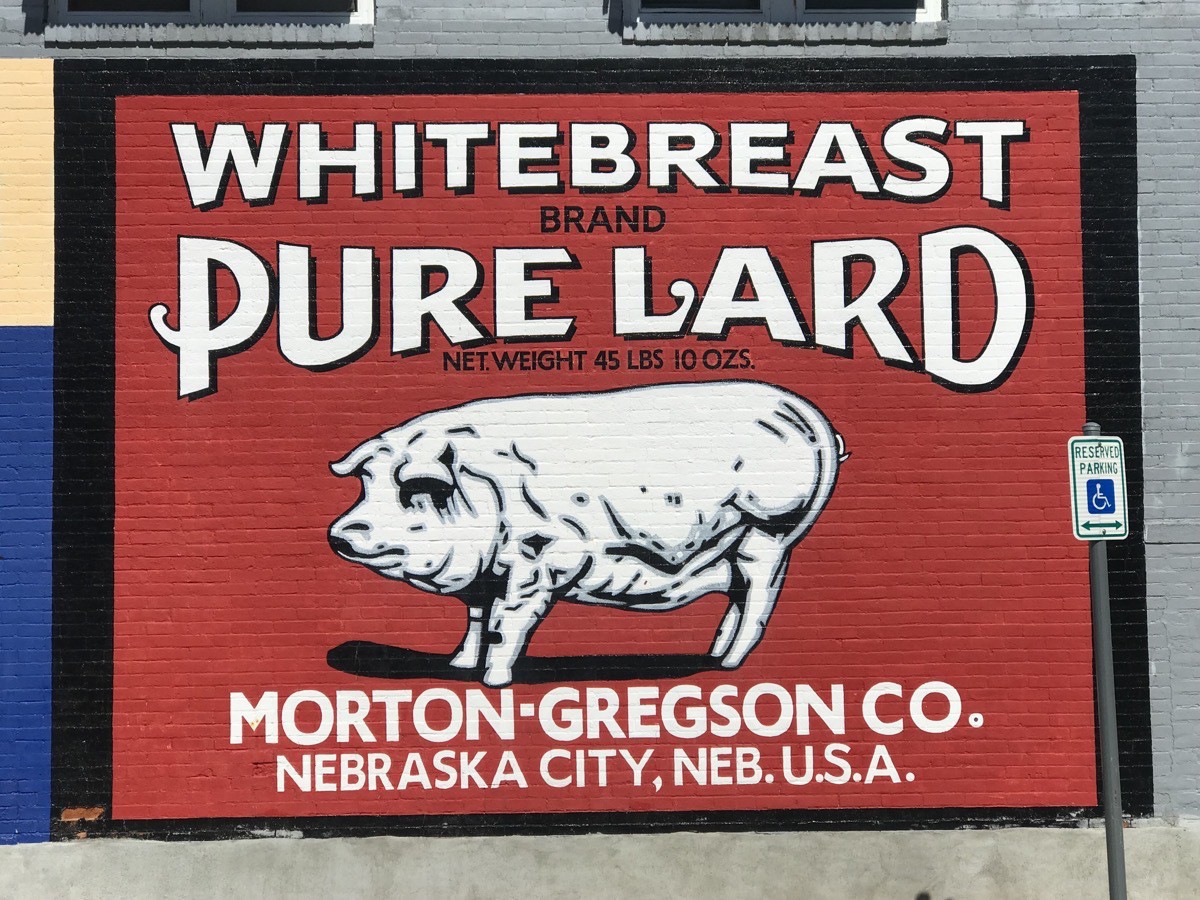 WHITEBREAST
BRAND
PURE LARD
NET. WEIGHT 45 LBS 10 OZS.
MORTON-GREGSON CO.
NEBRASKA CITY, NEB. U.S.A.
RESERVED
PARKING